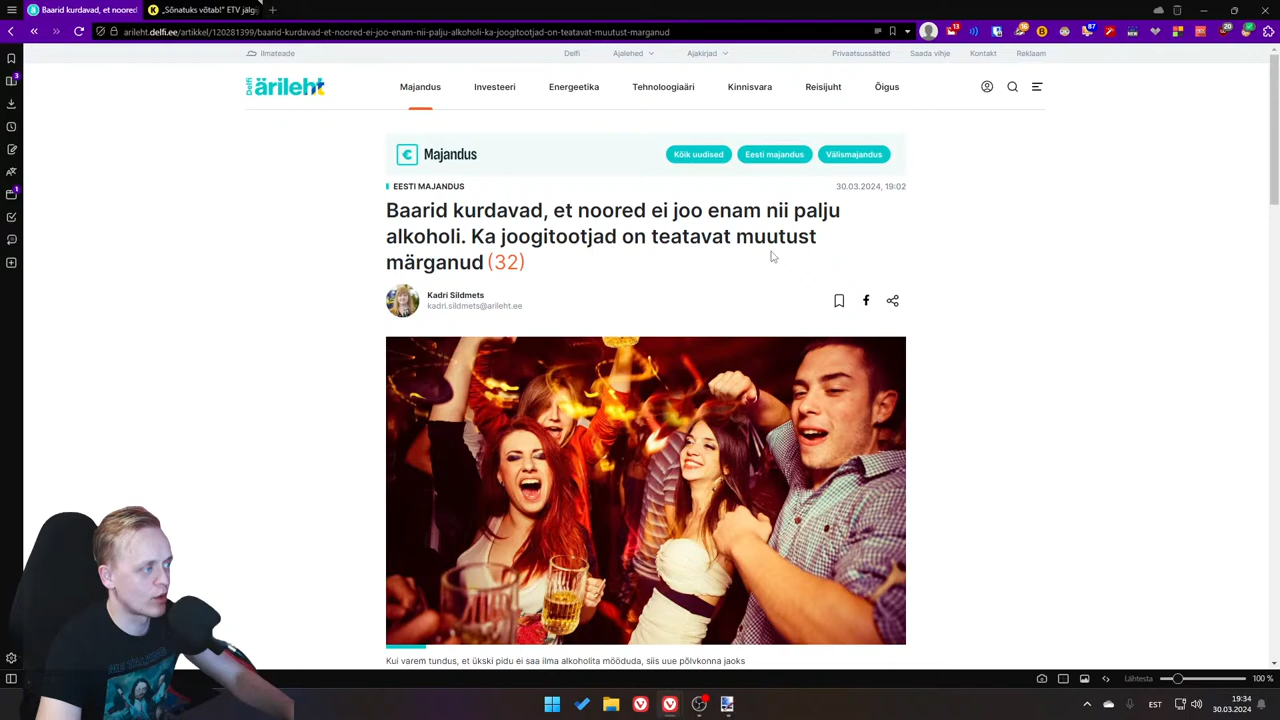 Baarid kurdavad, et noored
„Sõnatuks võtab!" ETV jälg
arileht.delfi.ee/artikkel/120281399/baarid-kurdavad-et-noored-ei-joo-enam-nii-palju-alkoholi-ka-joogitootjad-on-teatavat-muutust-marganud
Ilmateade
Delfi
Ajalehed
Ajakirjad
Privaatsussätted
Saada vihje
Kontakt
Reklaam
Delfi ärileht
Majandus
Investeeri
Energeetika
Tehnoloogiaäri
Kinnisvara
Reisijuht
Õigus
Majandus
Kõik uudised
Eesti majandus
Välismajandus
EESTI MAJANDUS
30.03.2024, 19:02
Baarid kurdavad, et noored ei joo enam nii palju
alkoholi. Ka joogitootjad on teatavat muutust
märganud (32)
Kadri Sildmets
kadri.sildmets@arileht.ee
Kui varem tundus, et ükski pidu ei saa ilma alkoholita mööduda, siis uue põlvkonna jaoks
Lähtesta
100 %
EST
19:34
30.03.2024